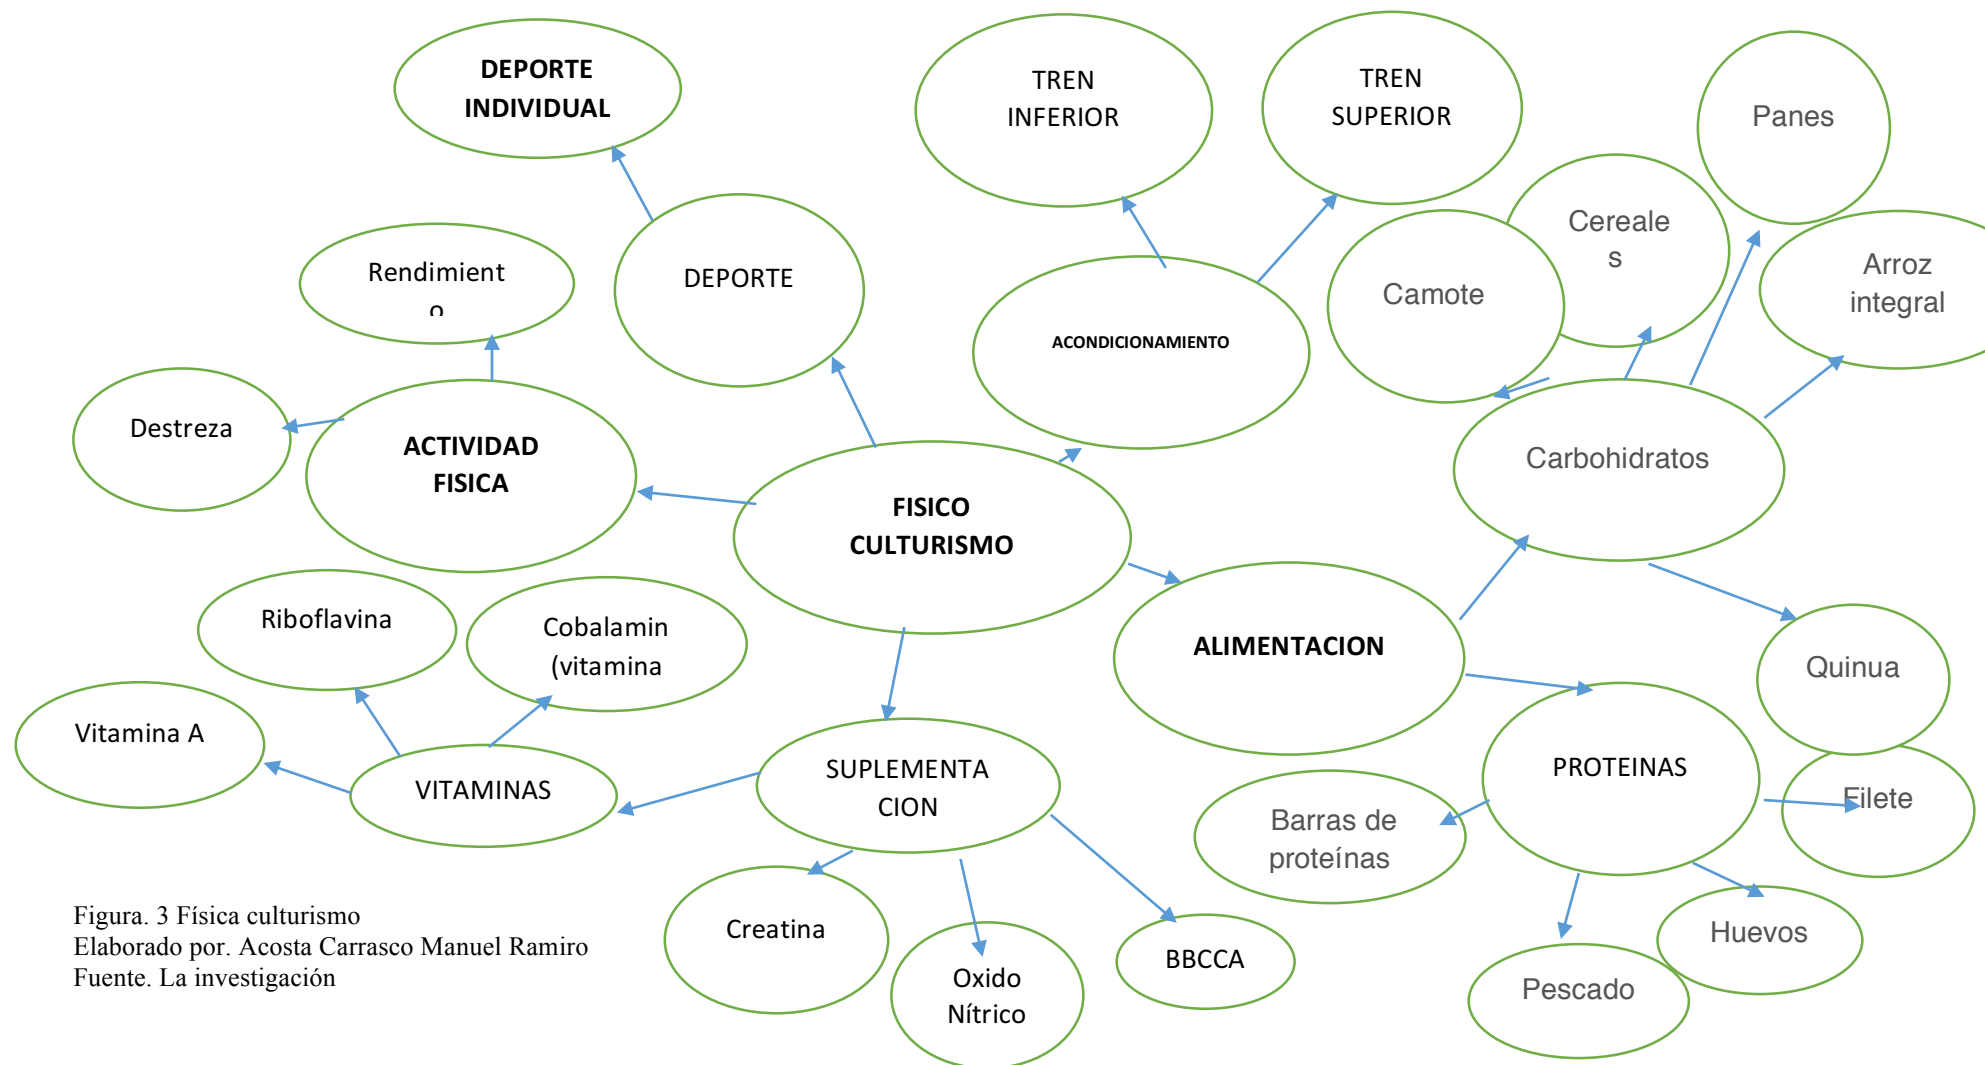 DEPORTE
INDIVIDUAL
TREN
INFERIOR
TREN
SUPERIOR
Panes
Cereale
s
Camote
Arroz
integral
Rendimient
o
DEPORTE
ACONDICIONAMIENTO
Destreza
ACTIVIDAD
FISICA
Carbohidratos
FISICO
CULTURISMO
Riboflavina
Cobalamin
(vitamina
ALIMENTACION
Quinua
Vitamina A
VITAMINAS
SUPLEMENTA
CION
PROTEINAS
Filete
Barras de
proteínas
Creatina
Oxido
Nítrico
BBCCA
Huevos
Pescado
Figura. 3 Física culturismo
Elaborado por. Acosta Carrasco Manuel Ramiro
Fuente. La investigación